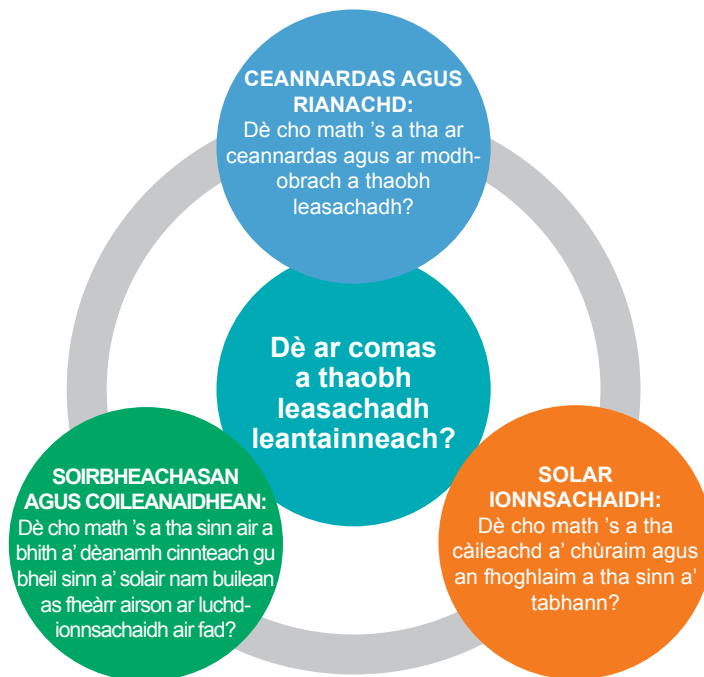 CEANNARDAS AGUS
RIANACHD:
Dè cho math ’s a tha ar
ceannardas agus ar modh-
obrach a thaobh
leasachadh?
Dè ar comas
a thaobh
leasachadh
leantainneach?
SOIRBHEACHASAN
AGUS COILEANAIDHEAN:
Dè cho math ’s a tha sinn air a
bhith a’ dèanamh cinnteach gu
bheil sinn a’ solair nam builean
as fheàrr airson ar luchd-
ionnsachaidh air fad?
SOLAR
IONNSACHAIDH:
Dè cho math ’s a tha
càileachd a’ chùraim agus
an fhoghlaim a tha sinn a’
tabhann?